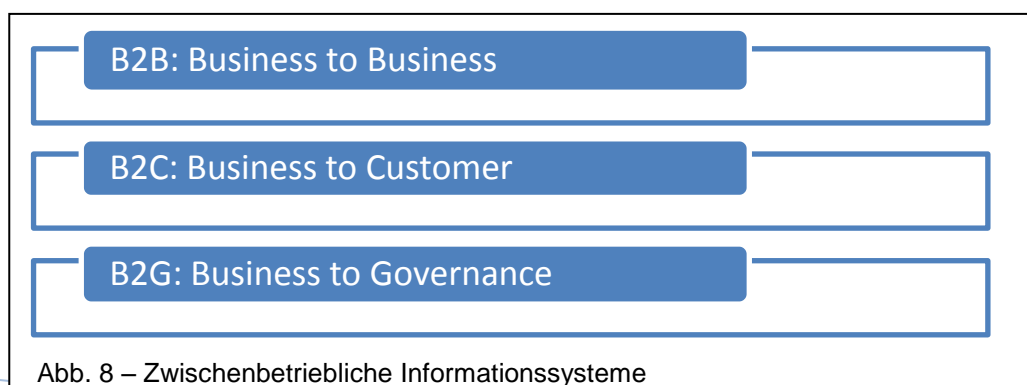 B2B: Business to Business
B2C: Business to Customer
B2G: Business to Governance
Abb. 8 – Zwischenbetriebliche Informationssysteme